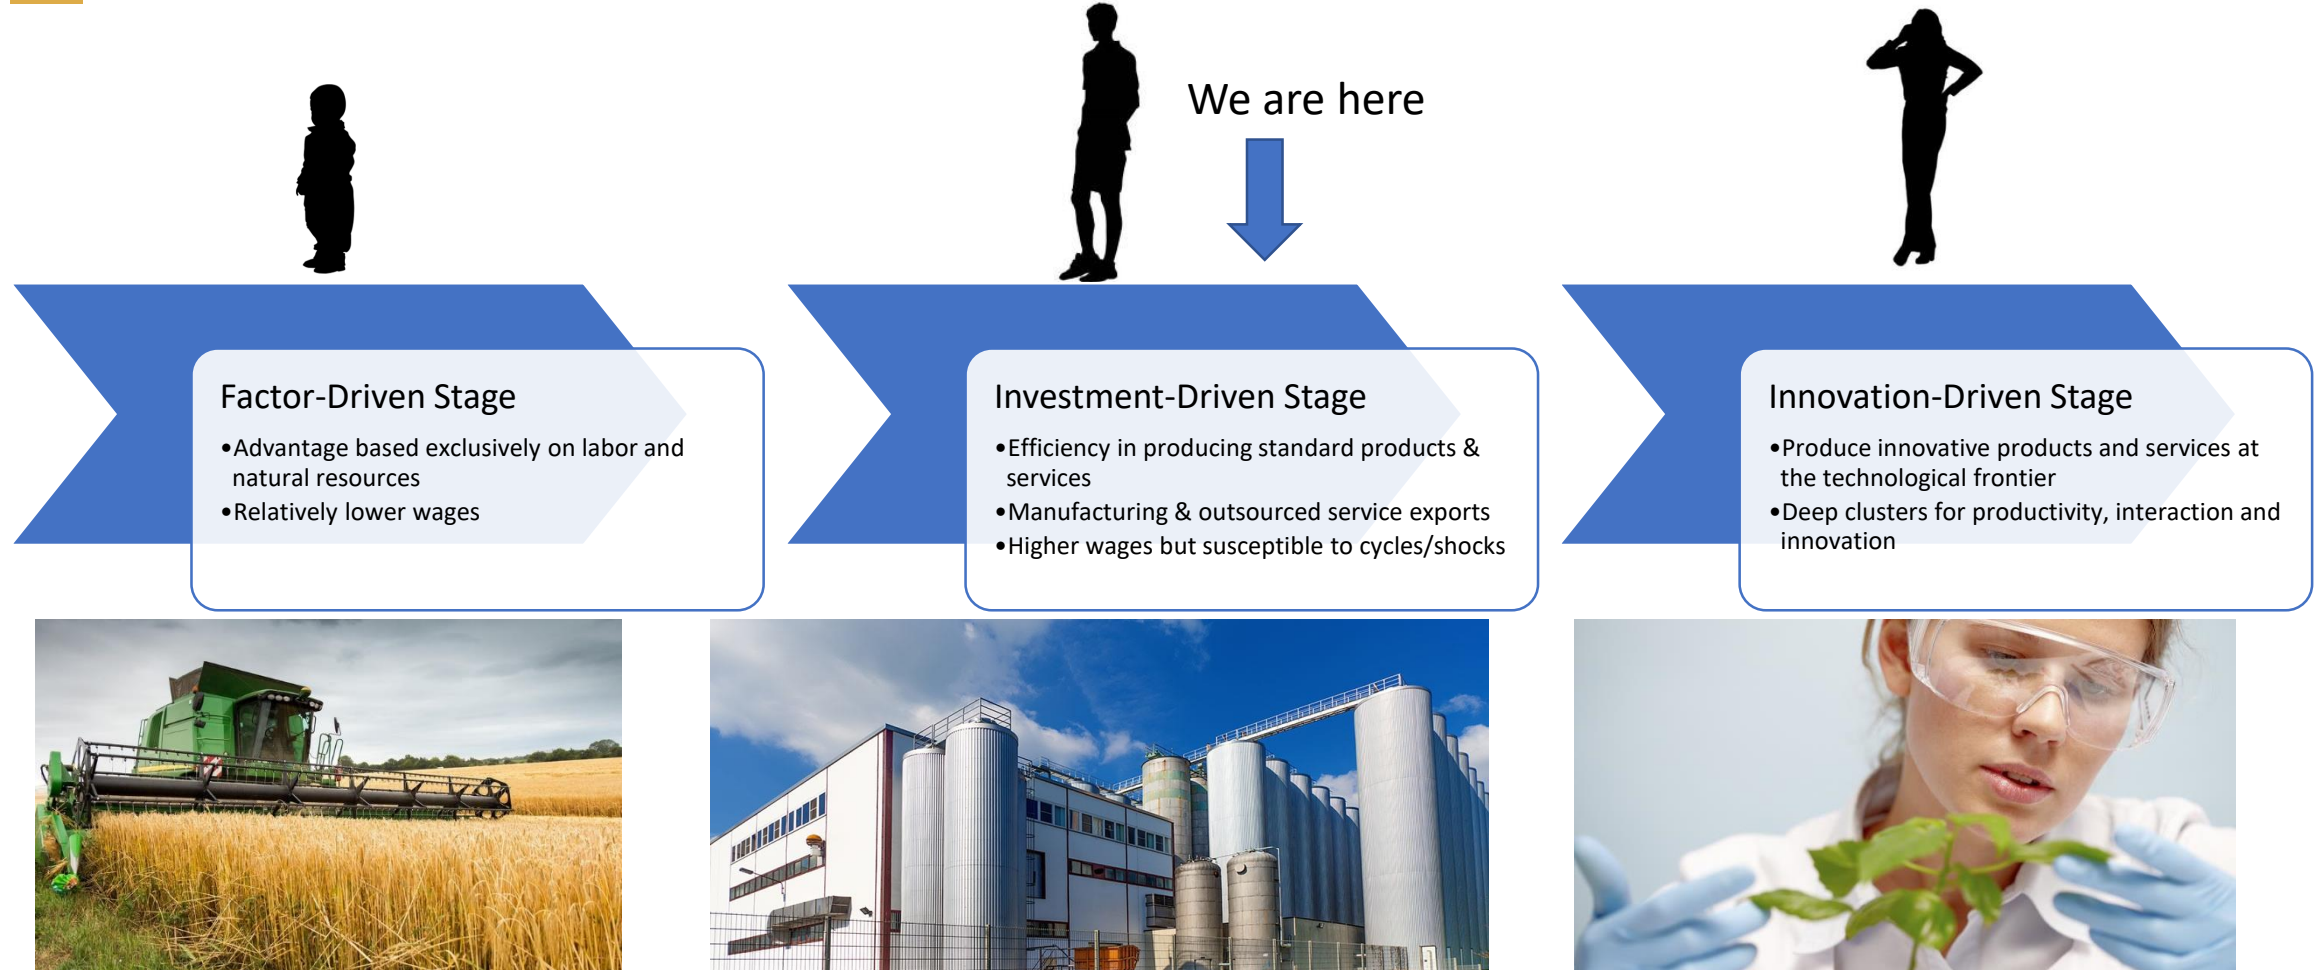 We are here
Factor-Driven Stage
•Advantage based exclusively on labor and
natural resources
•Relatively lower wages
Investment-Driven Stage
•Efficiency in producing standard products &
services
•Manufacturing & outsourced service exports
•Higher wages but susceptible to cycles/shocks
Innovation-Driven Stage
•Produce innovative products and services at
the technological frontier
•Deep clusters for productivity, interaction and
innovation